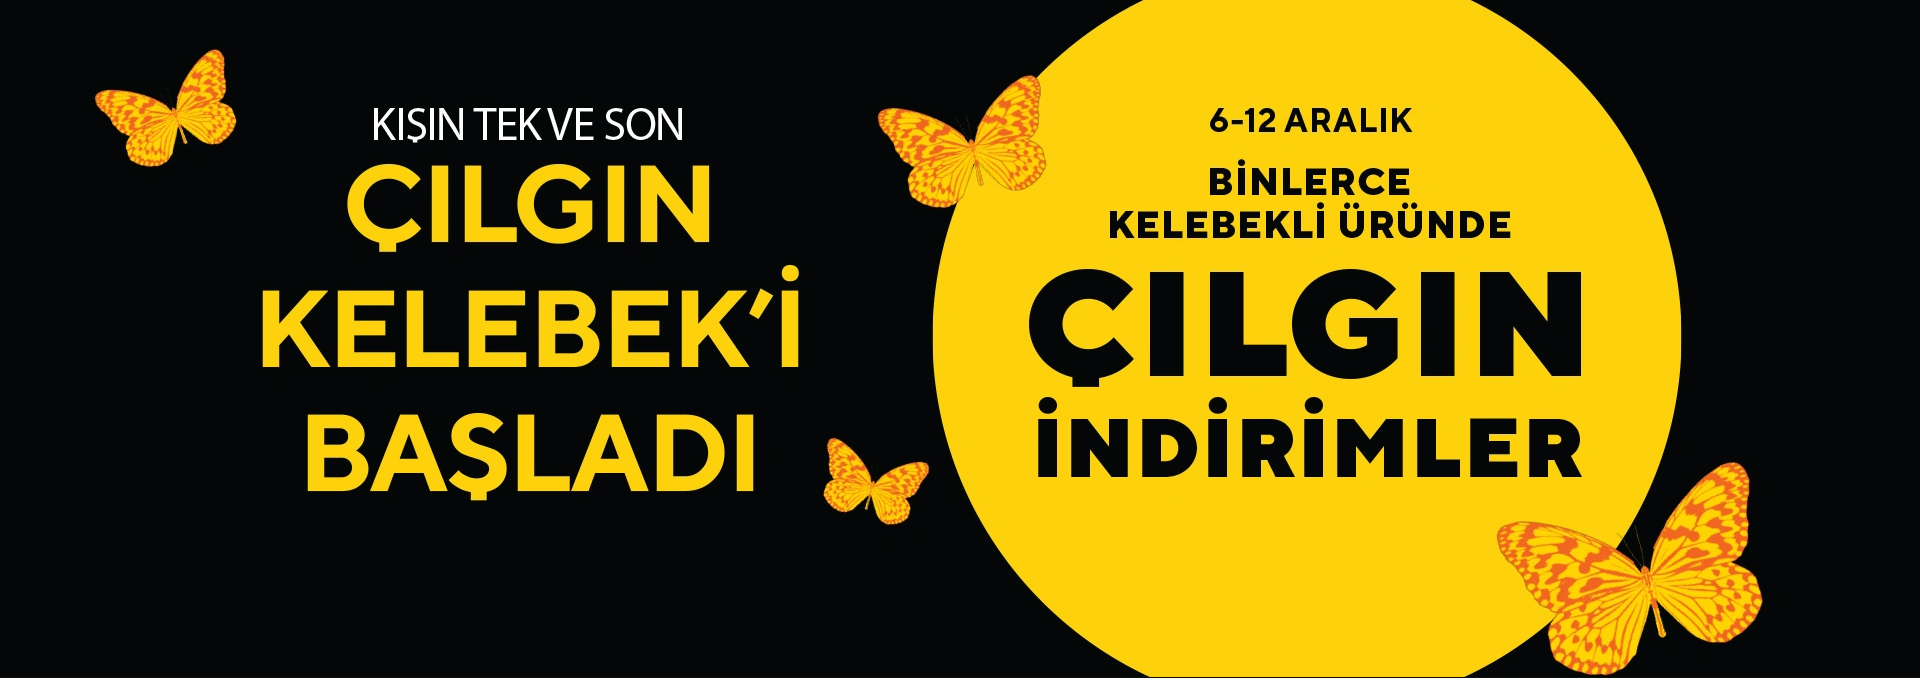 KIŞIN TEK VE SON
ÇILGIN
KELEBEK’İ
BAŞLADI
6-12 ARALIK
BİNLERCE
KELEBEKLİ ÜRÜNDE
ÇILGIN
İNDİRİMLER